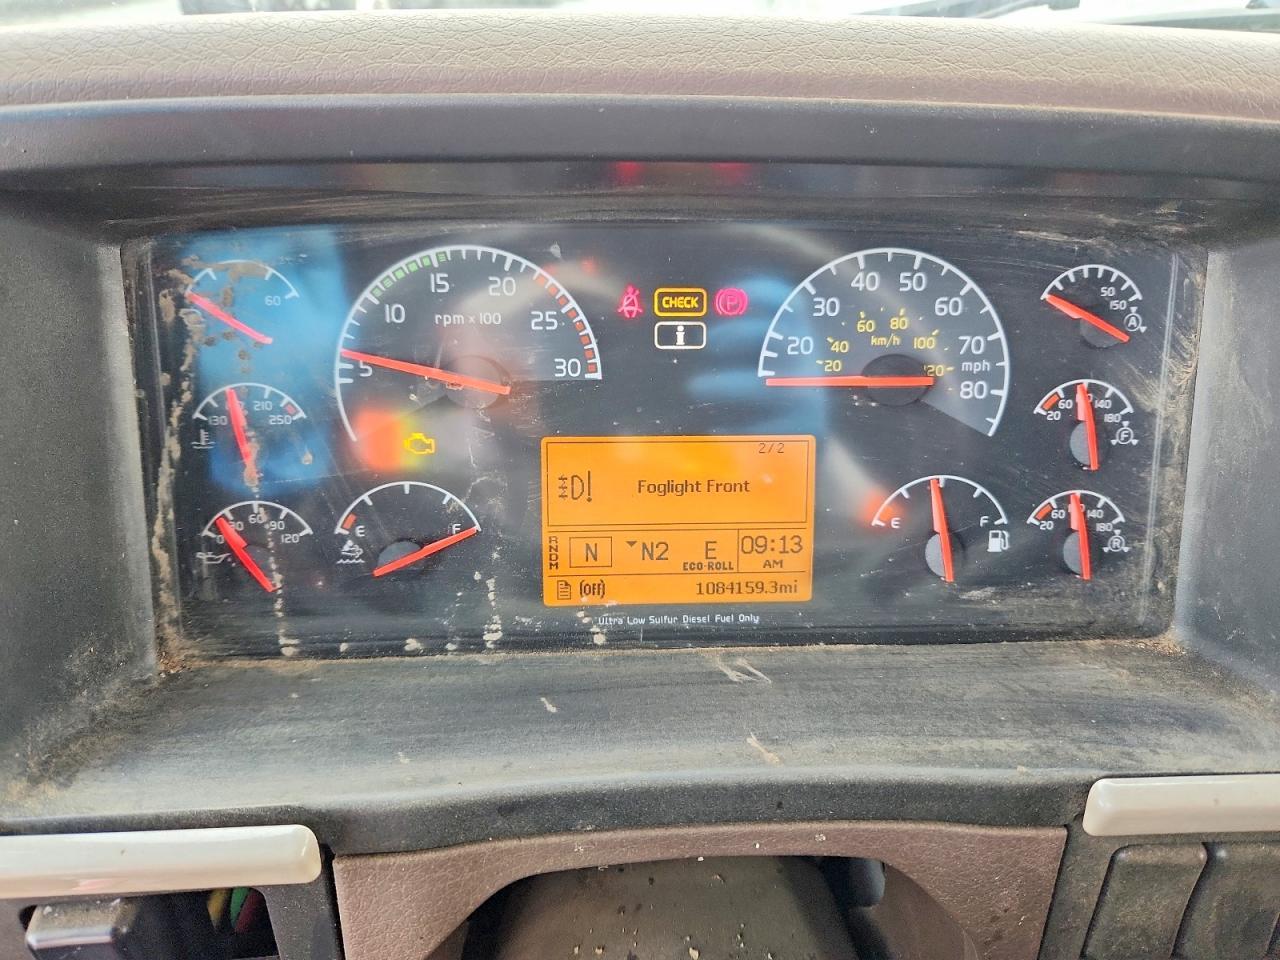 60
15
20
10
25
rpm x 100
5
30
CHECK
P
i
40
50
30
60
60
80
km/h
20
40
100
70
20
120
mph
80
50
150
A
210
130
250
60
140
20
180
F
60
30
90
0
120
E
F
E
F
60
140
20
180
R
2/2
D! Foglight Front
R
N
D
M
N
N2
E
ECO-ROLL
09:13
AM
(Off)
1084159.3mi
Ultra Low Sulfur Diesel Fuel Only